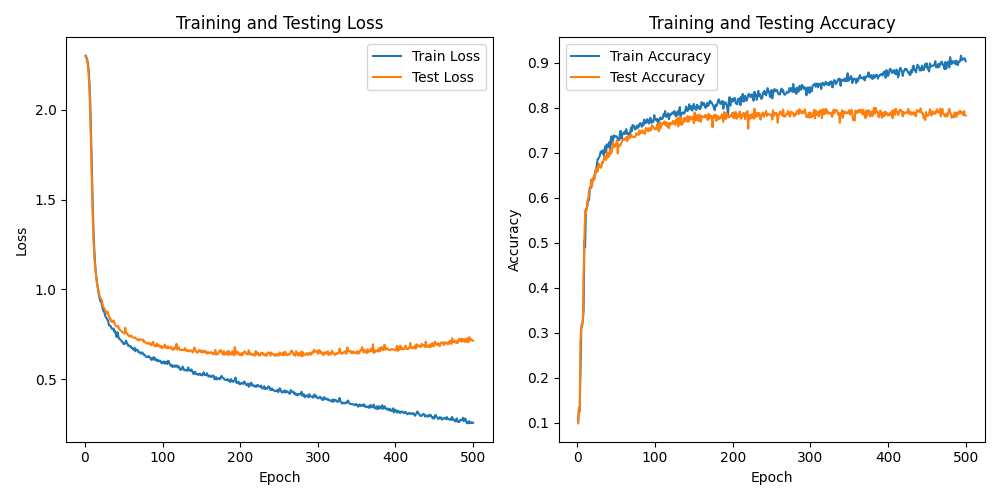 Training and Testing Loss
Train Loss
Test Loss
2.0
1.5
1.0
0.5
Loss
0
100
200
300
400
500
Epoch
Training and Testing Accuracy
Train Accuracy
Test Accuracy
0.9
0.8
0.7
0.6
0.5
0.4
0.3
0.2
0.1
Accuracy
0
100
200
300
400
500
Epoch